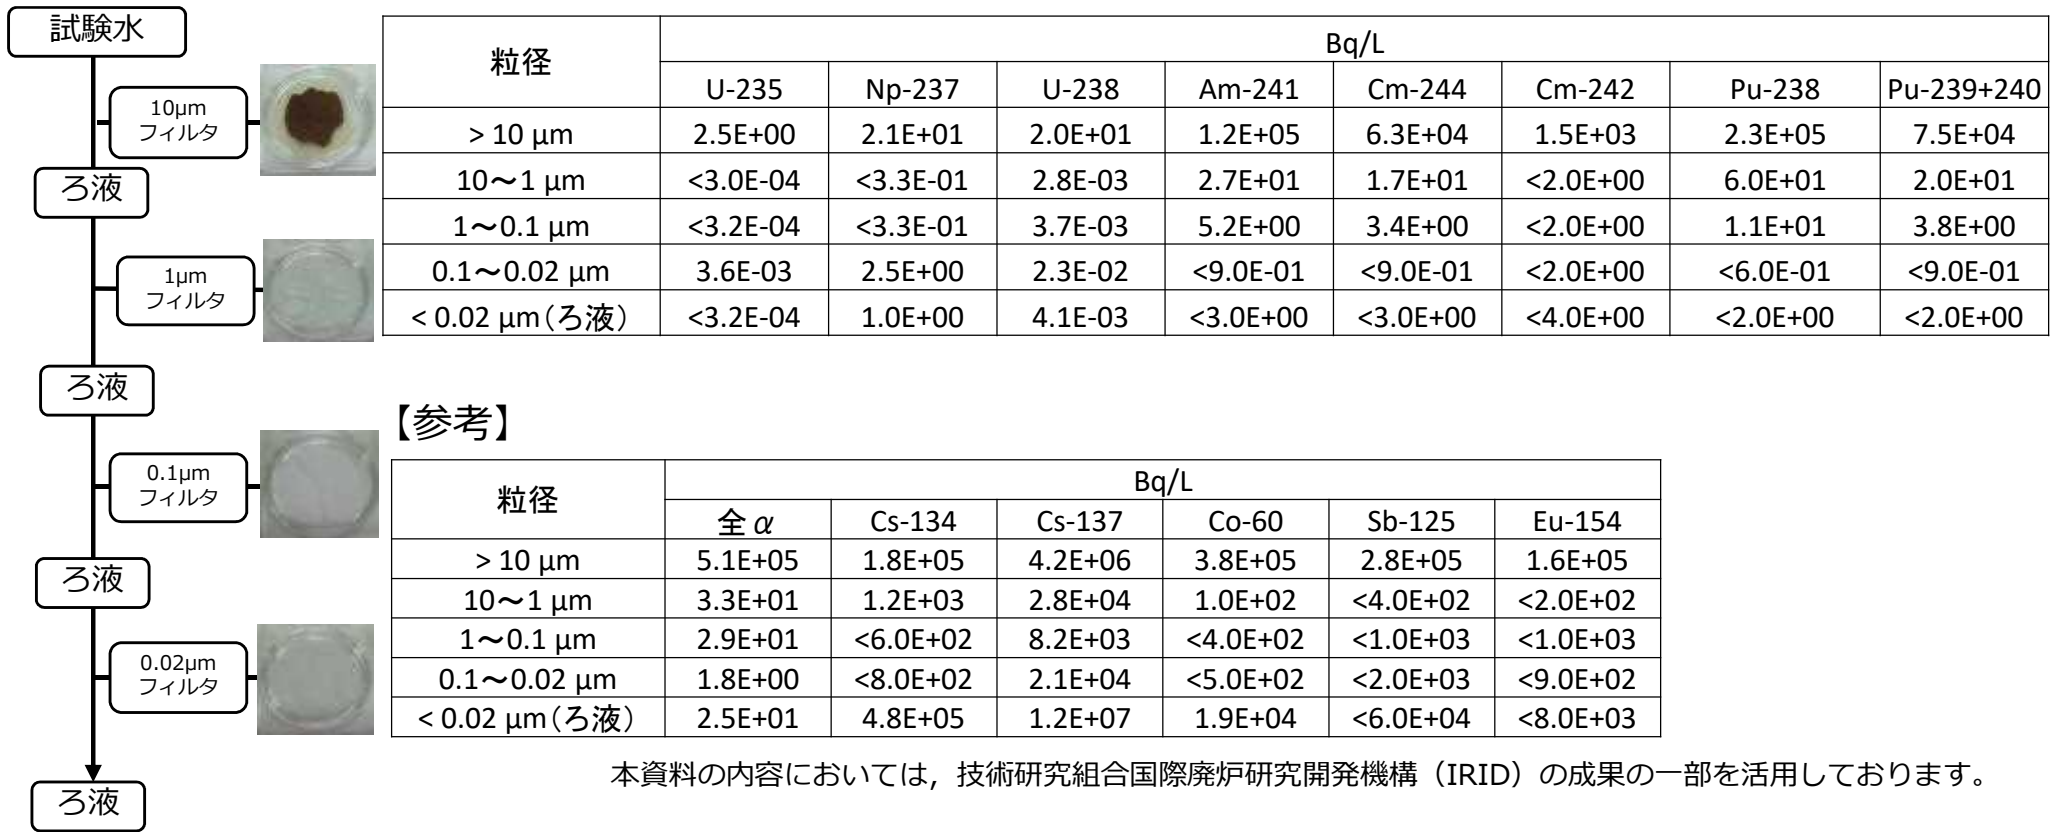 試験水
10μm
フィルタ
ろ液
1μm
フィルタ
ろ液
0.1μm
フィルタ
ろ液
0.02μm
フィルタ
ろ液
粒径 Bq/L
U-235 Np-237 U-238 Am-241 Cm-244 Cm-242 Pu-238 Pu-239+240
> 10 μm 2.5E+00 2.1E+01 2.0E+01 1.2E+05 6.3E+04 1.5E+03 2.3E+05 7.5E+04
10～1 μm <3.0E-04 <3.3E-01 2.8E-03 2.7E+01 1.7E+01 <2.0E+00 6.0E+01 2.0E+01
1～0.1 μm <3.2E-04 <3.3E-01 3.7E-03 5.2E+00 3.4E+00 <2.0E+00 1.1E+01 3.8E+00
0.1～0.02 μm 3.6E-03 2.5E+00 2.3E-02 <9.0E-01 <9.0E-01 <2.0E+00 <6.0E-01 <9.0E-01
< 0.02 μm（ろ液） <3.2E-04 1.0E+00 4.1E-03 <3.0E+00 <3.0E+00 <4.0E+00 <2.0E+00 <2.0E+00
【参考】
粒径 Bq/L
全α Cs-134 Cs-137 Co-60 Sb-125 Eu-154
> 10 μm 5.1E+05 1.8E+05 4.2E+06 3.8E+05 2.8E+05 1.6E+05
10～1 μm 3.3E+01 1.2E+03 2.8E+04 1.0E+02 <4.0E+02 <2.0E+02
1～0.1 μm 2.9E+01 <6.0E+02 8.2E+03 <4.0E+02 <1.0E+03 <1.0E+03
0.1～0.02 μm 1.8E+00 <8.0E+02 2.1E+04 <5.0E+02 <2.0E+03 <9.0E+02
< 0.02 μm（ろ液） 2.5E+01 4.8E+05 1.2E+07 1.9E+04 <6.0E+04 <8.0E+03
本資料の内容においては，技術研究組合国際廃炉研究開発機構（IRID）の成果の一部を活用しております。